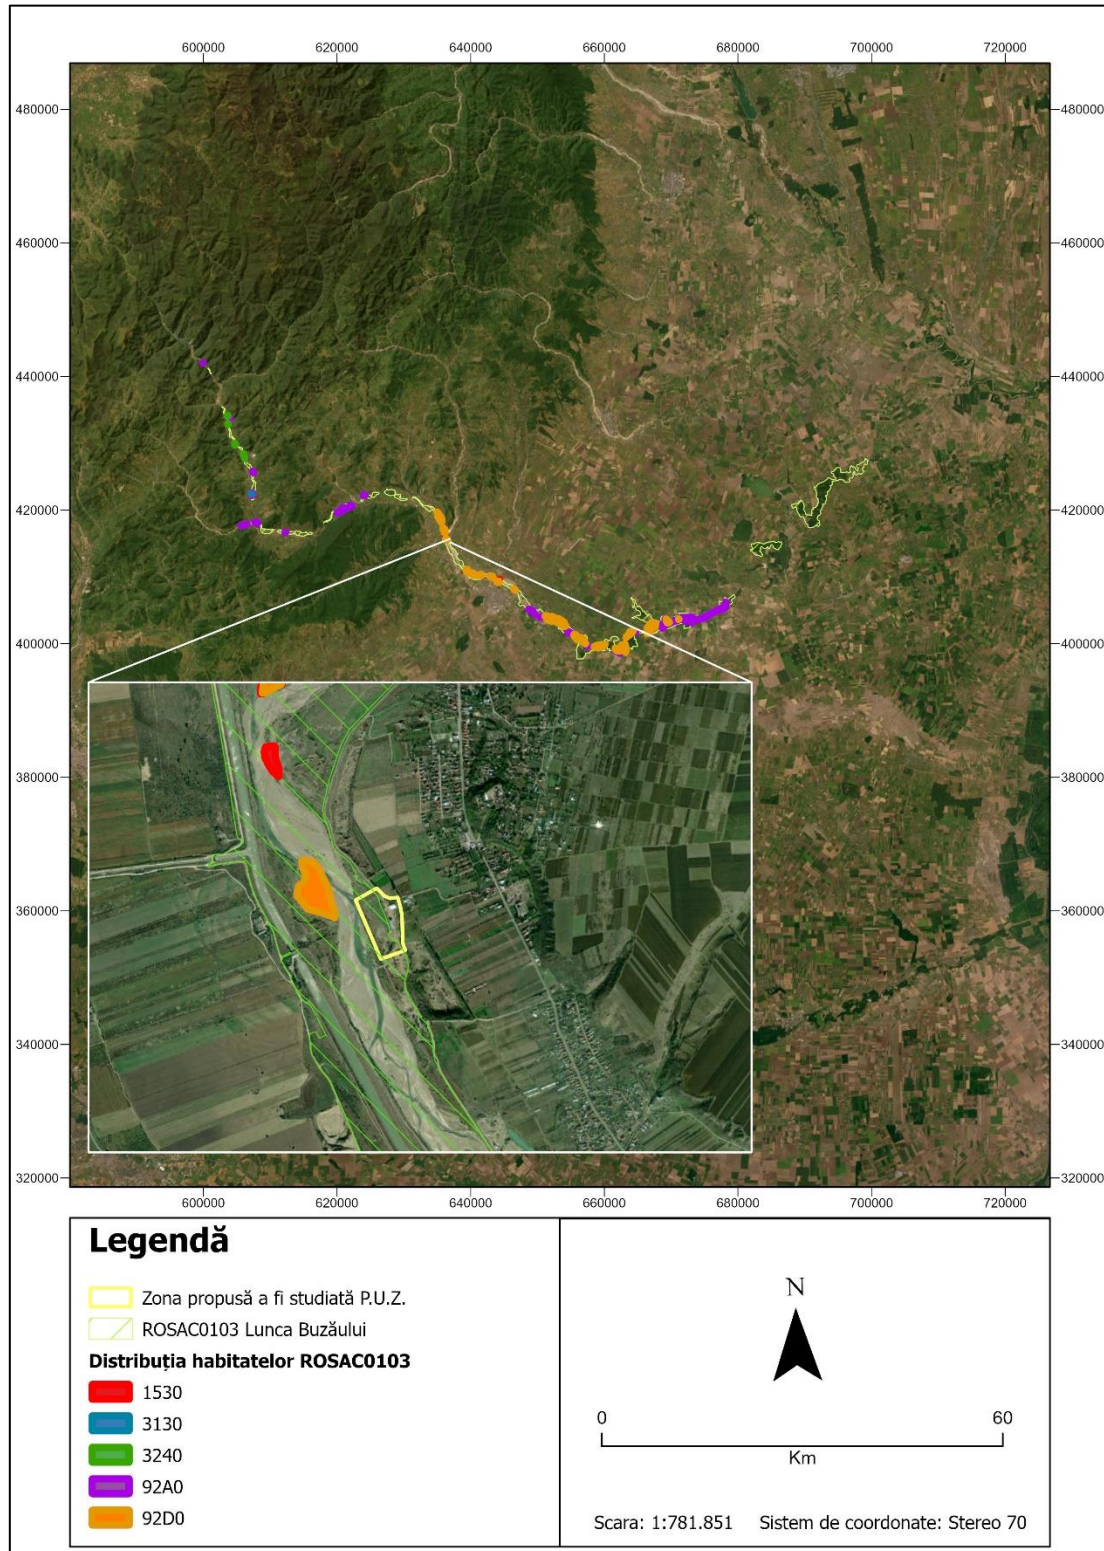 600000 620000 640000 660000 680000 700000 720000
480000 480000
460000 460000
440000 440000
420000 420000
400000 400000
380000 380000
360000 360000
340000 340000
320000 320000
600000 620000 640000 660000 680000 700000 720000
Legendă
Zona propusă a fi studiată P.U.Z.
ROSAC0103 Lunca Buzăului
Distribuția habitatelor ROSAC0103
1530
3130
3240
92A0
92D0
N
0 60
Km
Scara: 1:781.851 Sistem de coordonate: Stereo 70